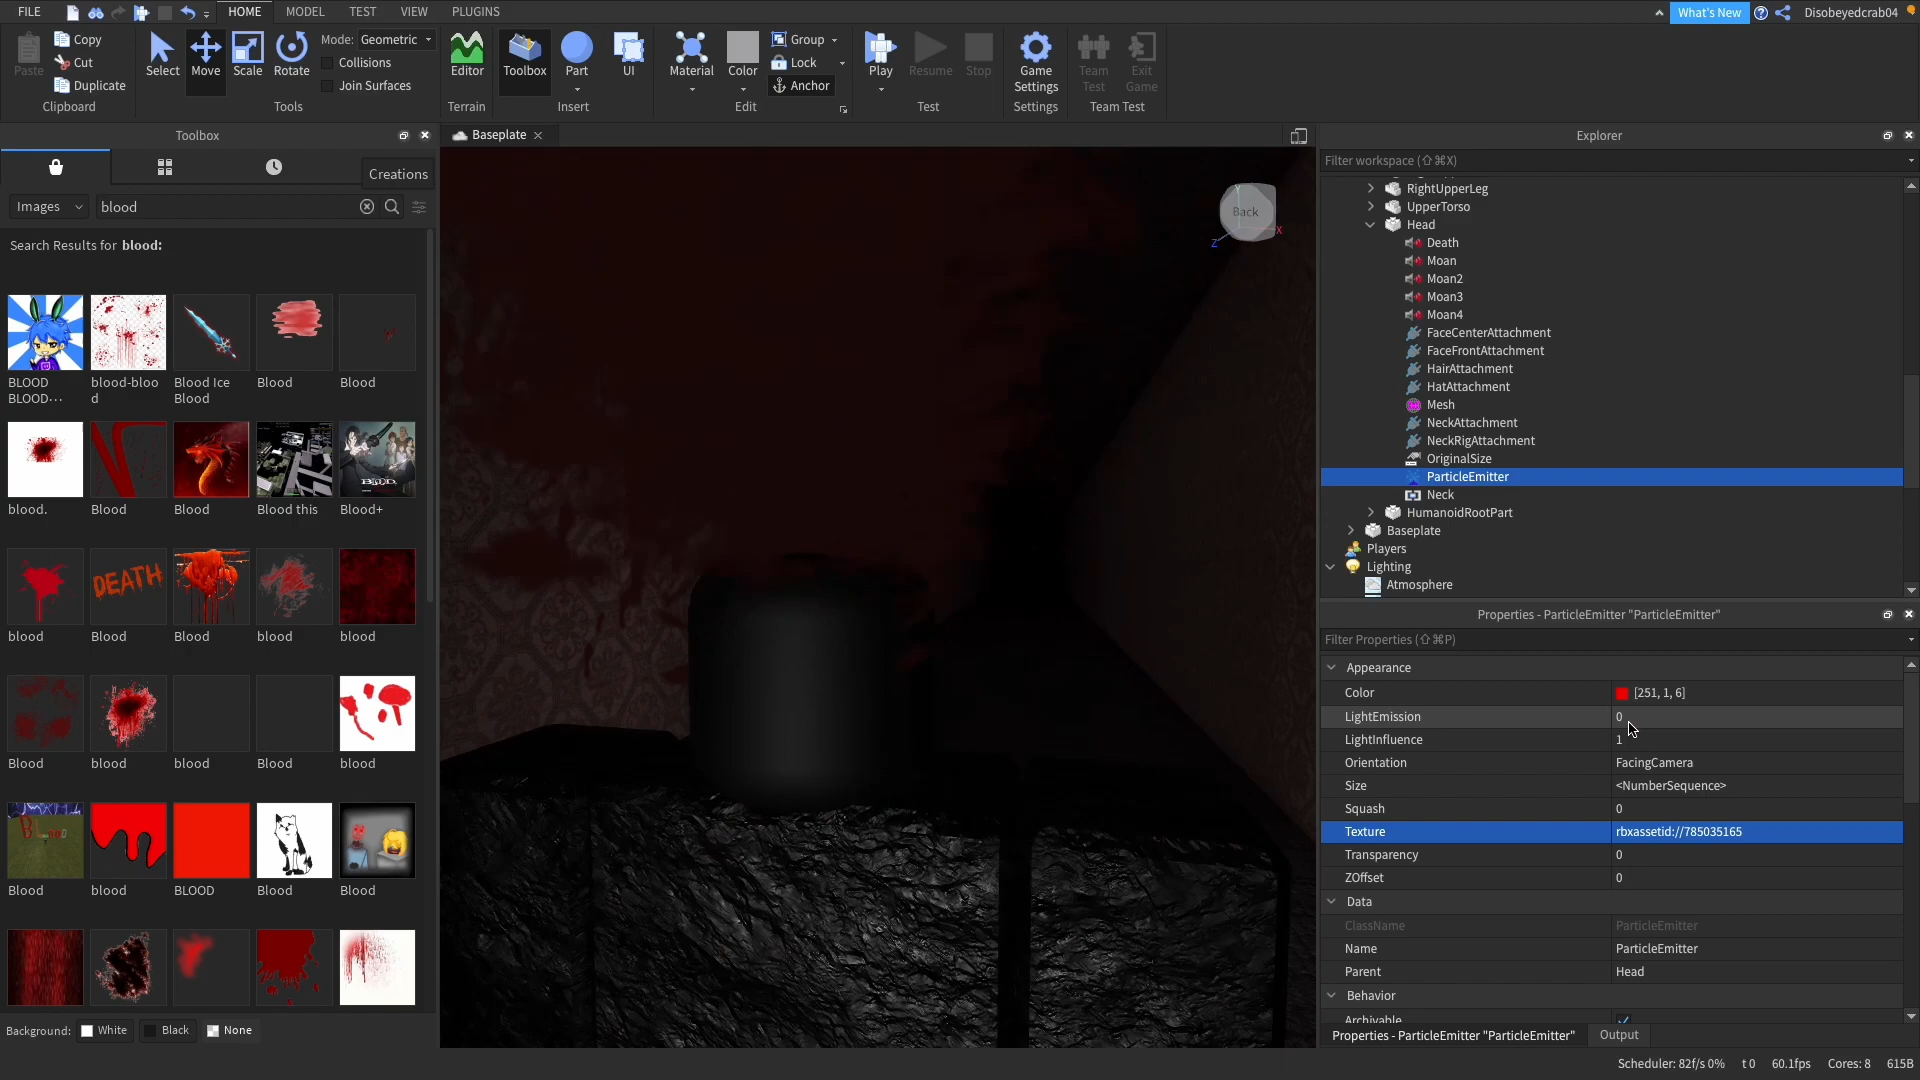 FILE
HOME
MODEL
TEST
VIEW
PLUGINS
What's New
Disobeyedcrab04
Paste
Copy
Cut
Duplicate
Clipboard
Select
Move
Scale
Rotate
Mode: Geometric
Collisions
Join Surfaces
Tools
Editor
Terrain
Toolbox
Part
UI
Insert
Material
Color
Group
Lock
Anchor
Edit
Play
Resume
Stop
Test
Game
Settings
Settings
Team
Test
Exit
Game
Team Test
Toolbox
Creations
Images
blood
Search Results for blood:
BLOOD
BLOOD···
blood-bloo
d
Blood Ice
Blood
Blood
Blood
blood.
Blood
Blood
Blood this
Blood+
DEATH
blood
Blood
Blood
blood
blood
Blood
blood
blood
Blood
blood
Blood
blood
BLOOD
Blood
Blood
Background:
White
Black
None
Baseplate
Back
Y
X
Z
Explorer
Filter workspace (⇧⌘X)
RightUpperLeg
UpperTorso
Head
Death
Moan
Moan2
Moan3
Moan4
FaceCenterAttachment
FaceFrontAttachment
HairAttachment
HatAttachment
Mesh
NeckAttachment
NeckRigAttachment
OriginalSize
ParticleEmitter
Neck
HumanoidRootPart
Baseplate
Players
Lighting
Atmosphere
Properties - ParticleEmitter "ParticleEmitter"
Filter Properties (⇧⌘P)
Appearance
Color [251, 1, 6]
LightEmission 0
LightInfluence 1
Orientation FacingCamera
Size <NumberSequence>
Squash 0
Texture rbxassetid://785035165
Transparency 0
ZOffset 0
Data
ClassName ParticleEmitter
Name ParticleEmitter
Parent Head
Behavior
Archivable
Properties - ParticleEmitter "ParticleEmitter"
Output
Scheduler: 82f/s 0%
t 0
60.1fps
Cores: 8
615B